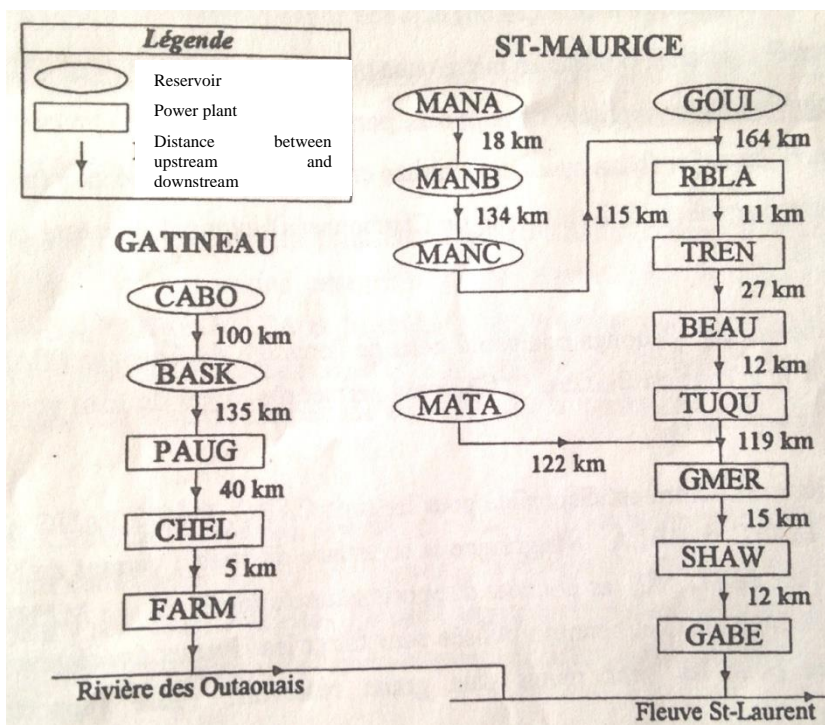 Légende
Reservoir
Power plant
Distance between
upstream and
downstream
GATINEAU
CABO
100 km
BASK
135 km
PAUG
40 km
CHEL
5 km
FARM
Rivière des Outaouais
ST-MAURICE
MANA
18 km
MANB
134 km
MANC
115 km
GOUI
164 km
RBLA
11 km
TREN
27 km
BEAU
12 km
TUQU
MATA
122 km
119 km
GMER
15 km
SHAW
12 km
GABE
Fleuve St-Laurent